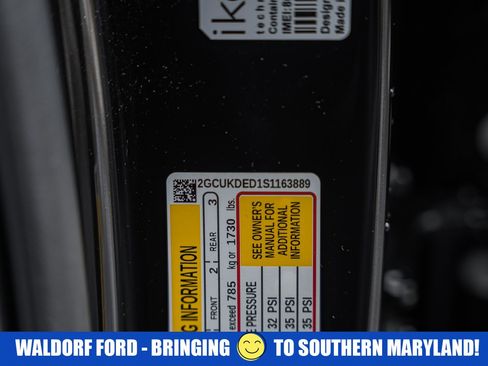 ik
techn
Contain
IMEI:8
Design
Made i
2GCUKDED1S1163889
G INFORMATION
FRONT 2 REAR 3
exceed 785 kg or 1730 lbs.
SEE OWNER'S
MANUAL FOR
ADDITIONAL
INFORMATION
E PRESSURE
32 PSI
35 PSI
35 PSI
WALDORF FORD - BRINGING 😊 TO SOUTHERN MARYLAND!